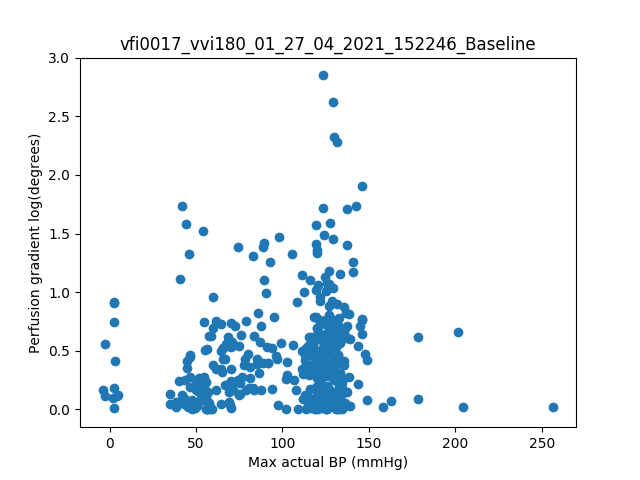 vfi0017_vvi180_01_27_04_2021_152246_Baseline
3.0
2.5
2.0
1.5
1.0
0.5
0.0
Perfusion gradient log(degrees)
0 50 100 150 200 250
Max actual BP (mmHg)